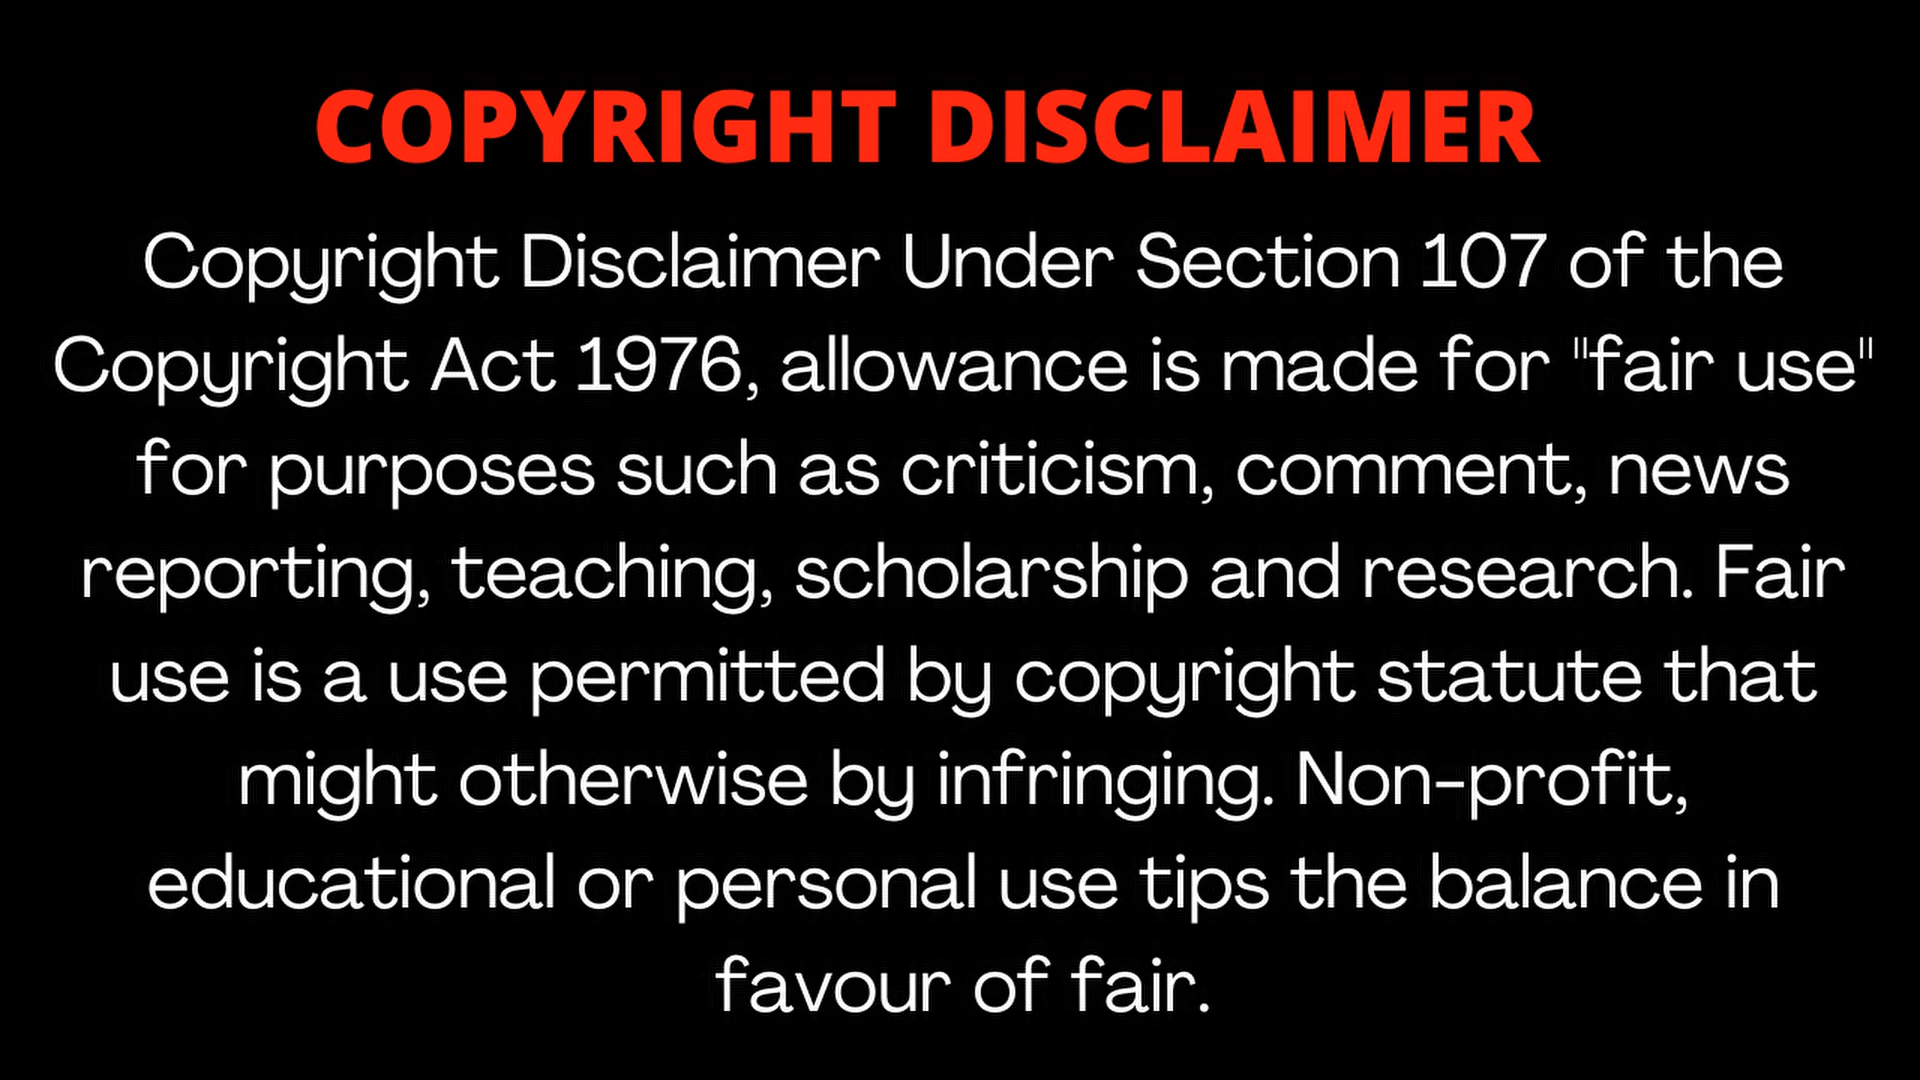 COPYRIGHT DISCLAIMER
Copyright Disclaimer Under Section 107 of the
Copyright Act 1976, allowance is made for "fair use"
for purposes such as criticism, comment, news
reporting, teaching, scholarship and research. Fair
use is a use permitted by copyright statute that
might otherwise by infringing. Non-profit,
educational or personal use tips the balance in
favour of fair.